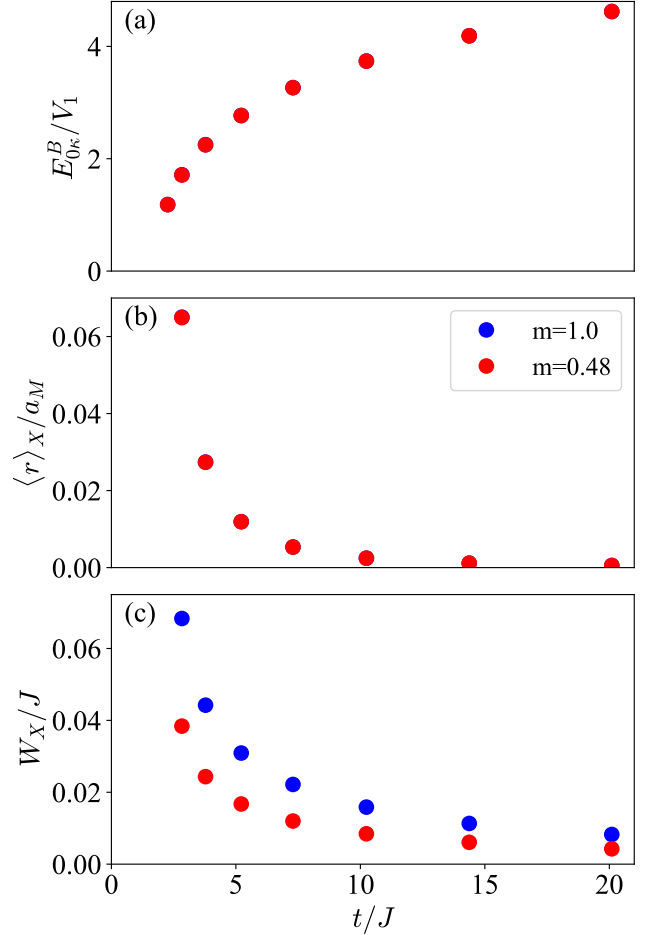 (a)
4
2
0
E^B_{0κ}/V_1
(b)
0.06
0.04
0.02
0.00
⟨r⟩_X/a_M
m=1.0
m=0.48
(c)
0.06
0.04
0.02
0.00
W_X/J
0 5 10 15 20
t/J